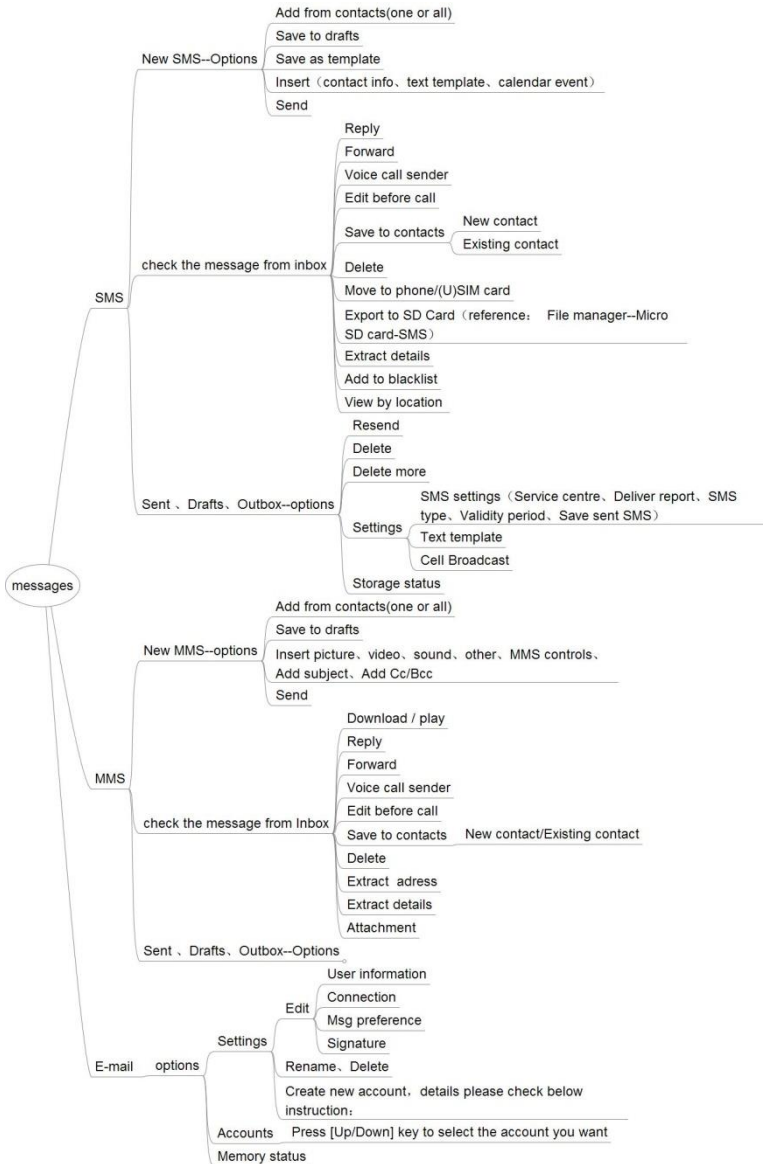 Add from contacts(one or all)
Save to drafts
New SMS--Options
Save as template
Insert（contact info、text template、calendar event）
Send
Reply
Forward
Voice call sender
Edit before call
New contact
Save to contacts
Existing contact
check the message from inbox
Delete
Move to phone/(U)SIM card
SMS
Export to SD Card（reference： File manager--Micro
SD card-SMS）
Extract details
Add to blacklist
View by location
Resend
Delete
Delete more
Sent 、Drafts、Outbox--options
SMS settings（Service centre、Deliver report、SMS
type、Validity period、Save sent SMS）
Settings
Text template
Cell Broadcast
Storage status
messages
Add from contacts(one or all)
Save to drafts
New MMS--options
Insert picture、video、sound、other、MMS controls、
Add subject、Add Cc/Bcc
Send
Download / play
Reply
Forward
MMS
Voice call sender
Edit before call
check the message from Inbox
Save to contacts
New contact/Existing contact
Delete
Extract adress
Extract details
Attachment
Sent 、Drafts、Outbox--Options
User information
Connection
Edit
Msg preference
Signature
Settings
Rename、Delete
E-mail
options
Create new account，details please check below
instruction：
Accounts
Press [Up/Down] key to select the account you want
Memory status